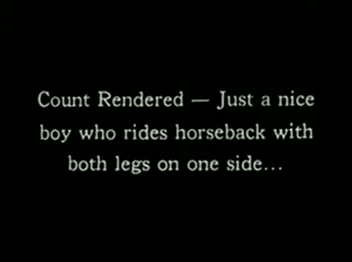 Count Rendered — Just a nice
boy who rides horseback with
both legs on one side...